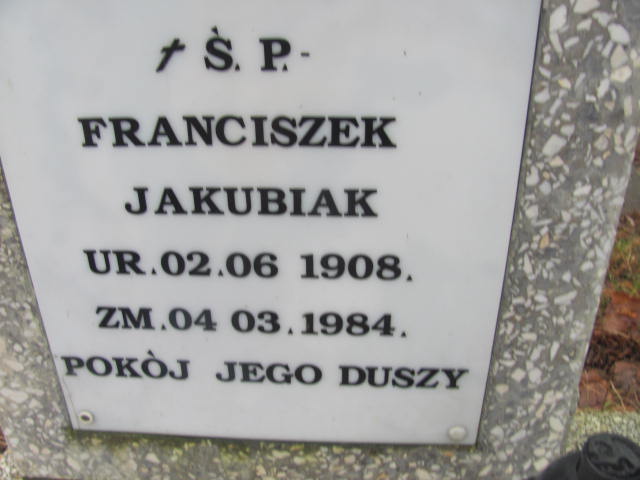 † Ṡ. P.-
FRANCISZEK
JAKUBIAK
UR.02.06 1908.
ZM.04 03.1984.
POKÒJ JEGO DUSZY